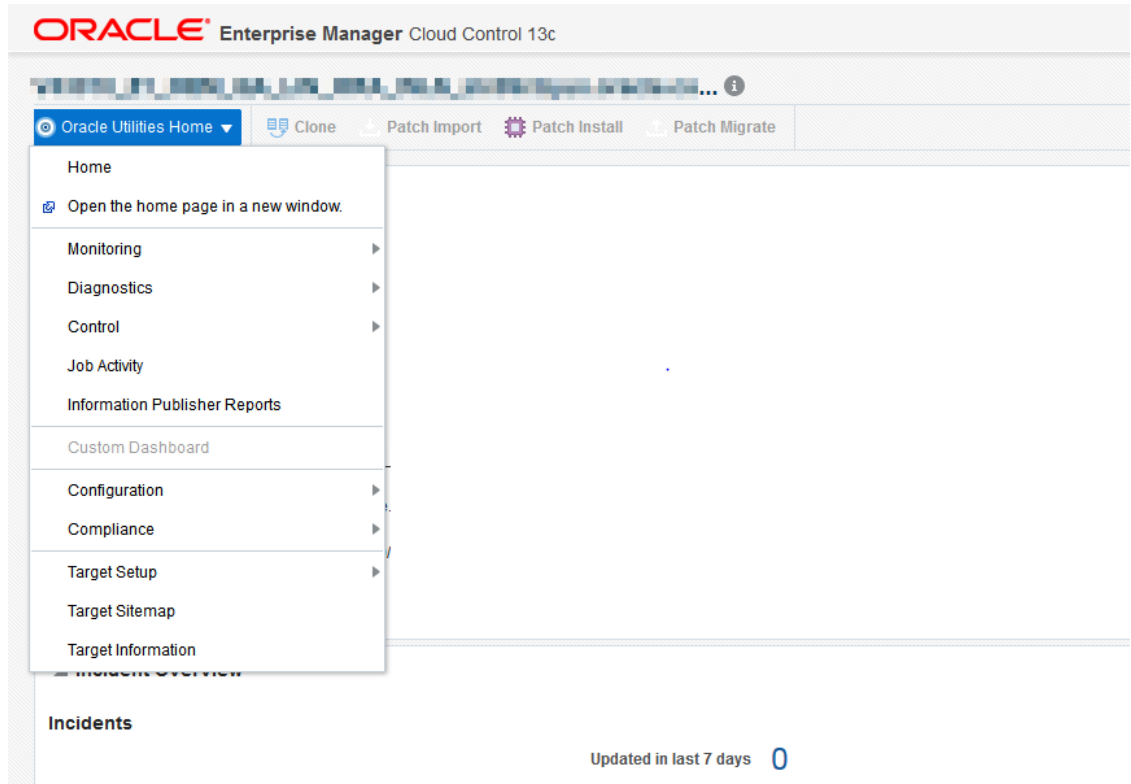 ORACLE Enterprise Manager Cloud Control 13c
...
Oracle Utilities Home Clone Patch Import Patch Install Patch Migrate
Home
Open the home page in a new window.
Monitoring
Diagnostics
Control
Job Activity
Information Publisher Reports
Custom Dashboard
Configuration
Compliance
Target Setup
Target Sitemap
Target Information
Incident Overview
Incidents
Updated in last 7 days 0